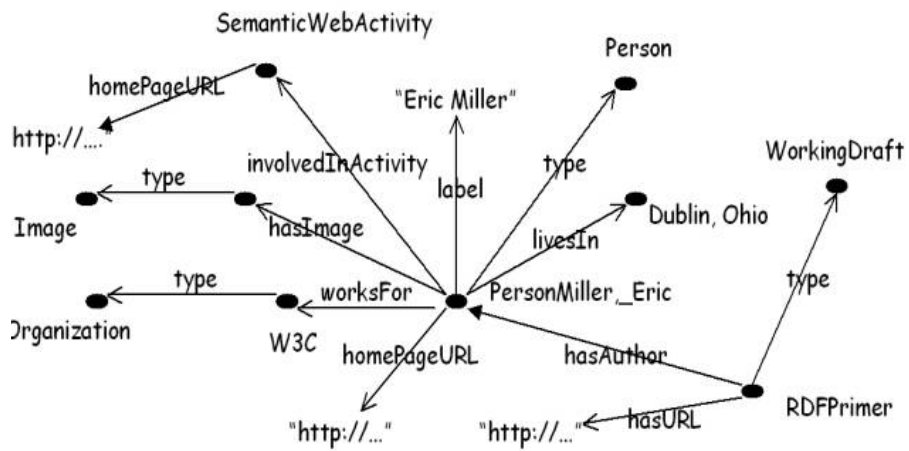 SemanticWebActivity
Person
homePageURL
"Eric Miller"
http://...."
involvedInActivity
type
WorkingDraft
type
label
Image
hasImage
livesIn
Dublin, Ohio
type
type
worksFor
PersonMiller,_Eric
Organization
W3C
homePageURL
hasAuthor
"http://..."
"http://..."
hasURL
RDFPrimer